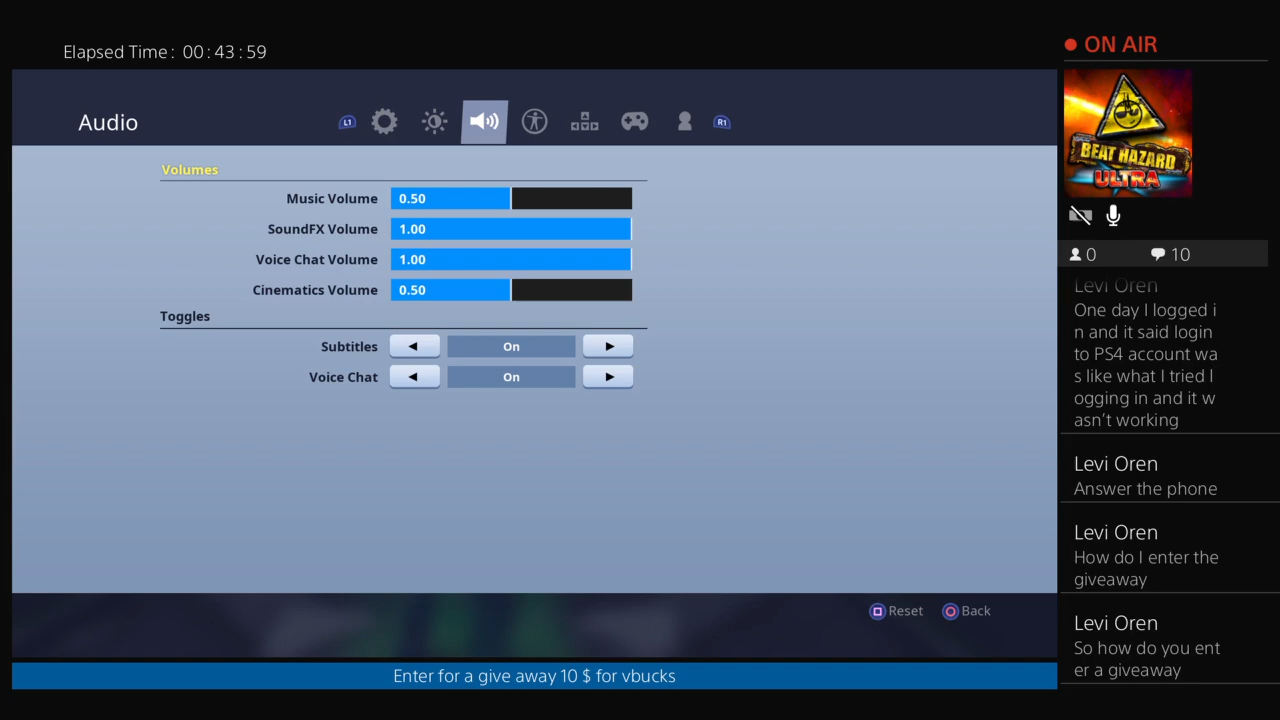 Elapsed Time: 00:43:59
ON AIR
Audio
L1
R1
BEAT HAZARD
ULTRA
Volumes
Music Volume 0.50
SoundFX Volume 1.00
Voice Chat Volume 1.00
Cinematics Volume 0.50
Toggles
Subtitles On
Voice Chat On
Reset Back
Enter for a give away 10 $ for vbucks
0 10
Levi Oren
One day I logged i
n and it said login
to PS4 account wa
s like what I tried l
ogging in and it w
asn't working
Levi Oren
Answer the phone
Levi Oren
How do I enter the
giveaway
Levi Oren
So how do you ent
er a giveaway